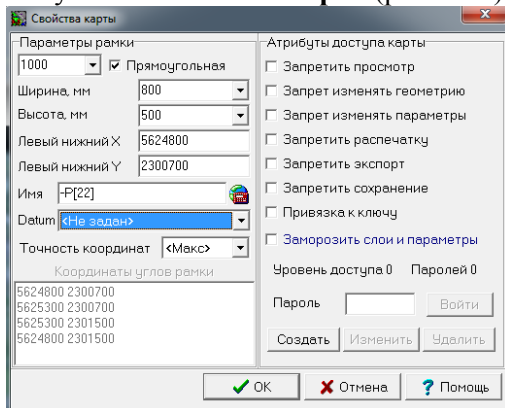 Свойства карты
Параметры рамки
1000 Прямоугольная
Ширина, мм 800
Высота, мм 500
Левый нижний X 5624800
Левый нижний Y 2300700
Имя -P[22]
Datum <Не задан>
Точность координат <Макс>
Координаты углов рамки
5624800 2300700
5625300 2300700
5625300 2301500
5624800 2301500
Атрибуты доступа карты
Запретить просмотр
Запрет изменять геометрию
Запрет изменять параметры
Запретить распечатку
Запретить экспорт
Запретить сохранение
Привязка к ключу
Заморозить слои и параметры
Уровень доступа 0 Паролей 0
Пароль Войти
Создать Изменить Удалить
OK Отмена ? Помощь